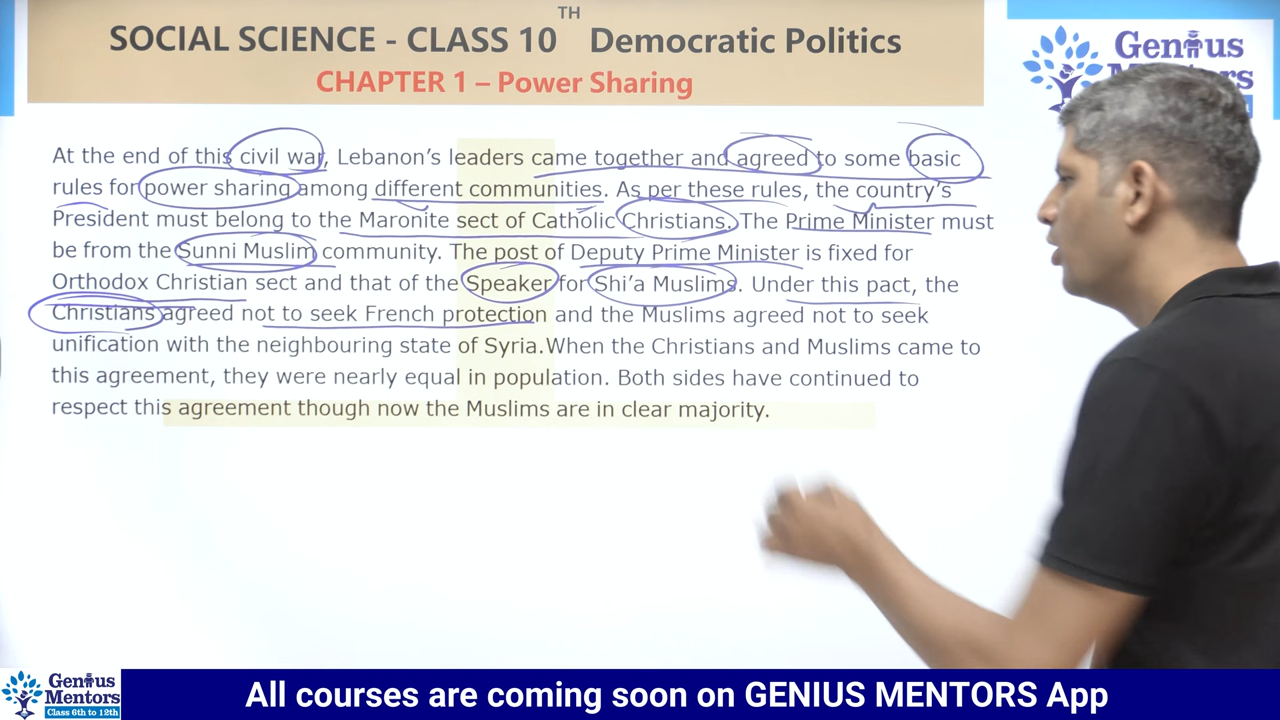 TH
SOCIAL SCIENCE - CLASS 10 Democratic Politics
CHAPTER 1 – Power Sharing
Genius
At the end of this civil war, Lebanon's leaders came together and agreed to some basic
rules for power sharing among different communities. As per these rules, the country's
President must belong to the Maronite sect of Catholic Christians. The Prime Minister must
be from the Sunni Muslim community. The post of Deputy Prime Minister is fixed for
Orthodox Christian sect and that of the Speaker for Shi'a Muslims. Under this pact, the
Christians agreed not to seek French protection and the Muslims agreed not to seek
unification with the neighbouring state of Syria.When the Christians and Muslims came to
this agreement, they were nearly equal in population. Both sides have continued to
respect this agreement though now the Muslims are in clear majority.
Genius
Mentors
Class 6th to 12th
All courses are coming soon on GENIUS MENTORS App